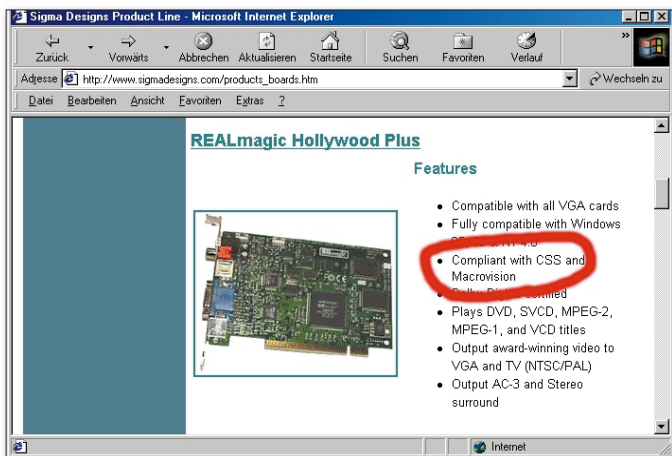 Sigma Designs Product Line - Microsoft Internet Explorer
Zurück Vorwärts Abbrechen Aktualisieren Startseite Suchen Favoriten Verlauf »
Adresse http://www.sigmadesigns.com/products_boards.htm Wechseln zu
Datei Bearbeiten Ansicht Favoriten Extras ?
REALmagic Hollywood Plus
Features
• Compatible with all VGA cards
• Fully compatible with Windows
• Compliant with CSS and
Macrovision
• Plays DVD, SVCD, MPEG-2,
MPEG-1, and VCD titles
• Output award-winning video to
VGA and TV (NTSC/PAL)
• Output AC-3 and Stereo
surround
Internet